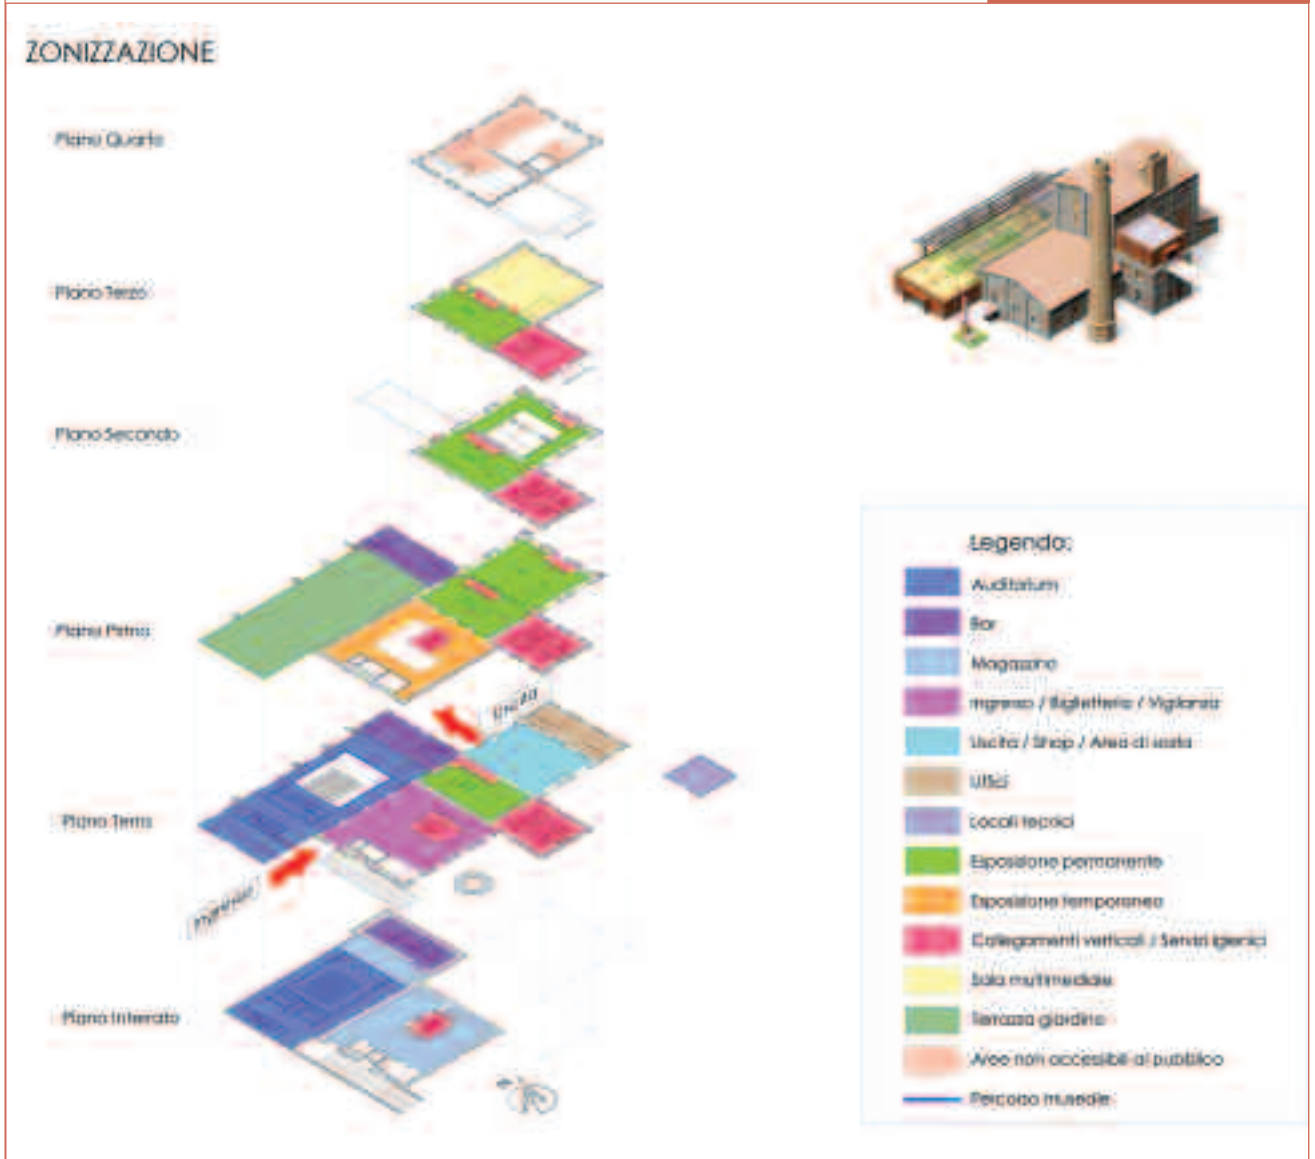 ZONIZZAZIONE
Piano Quarto
Piano Terzo
Piano Secondo
Piano Primo
Uscita
Piano Terra
Ingresso
Piano Interrato
Legenda:
Auditorium
Bar
Magazzino
Ingresso / Biglietteria / Vigilanza
Uscita / Shop / Area di sosta
Uffici
Locali tecnici
Esposizione permanente
Esposizione temporanea
Collegamenti verticali / Servizi igienici
Sala multimediale
Terrazza giardino
Aree non accessibili al pubblico
Percorso museale